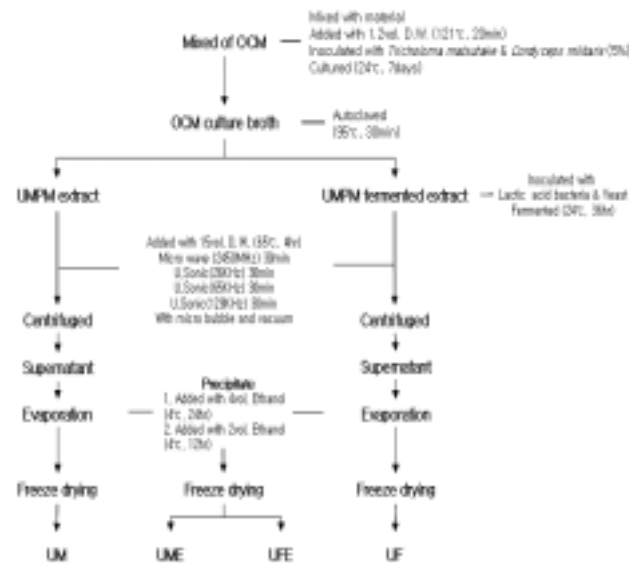 Mixed with material
Mixed of OCM
Added with 1.2vol. D.W. (121℃, 20min)
Inoculated with Tricholoma matsutake & Cordyceps militaris (5%)
Cultured (24℃, 7days)
OCM culture broth
Autoclaved
(95℃, 30min)
UMPM extract
UMPM fermented extract
Inoculated with
Lactic acid bacteria & Yeast
Fermented (24℃, 36hr)
Added with 15vol. D.W. (65℃, 4hr)
Micro wave (2450MHz) 30min
U.Sonic 30min
U.Sonic 30min
U.Sonic (120KHz) 30min
With micro bubble and vacuum
Centrifuged
Centrifuged
Supernatant
Supernatant
Precipitate
1. Added with 4vol. Ethanol
(4℃, 24hr)
2. Added with 2vol. Ethanol
(4℃, 12hr)
Evaporation
Evaporation
Freeze drying
Freeze drying
Freeze drying
UM
UME
UFE
UF